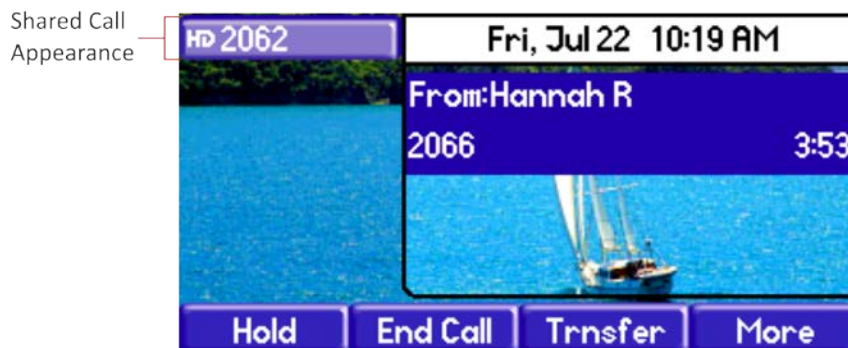 Shared Call
Appearance
HD 2062
Fri, Jul 22 10:19 AM
From:Hannah R
2066 3:53
Hold End Call Trnsfer More